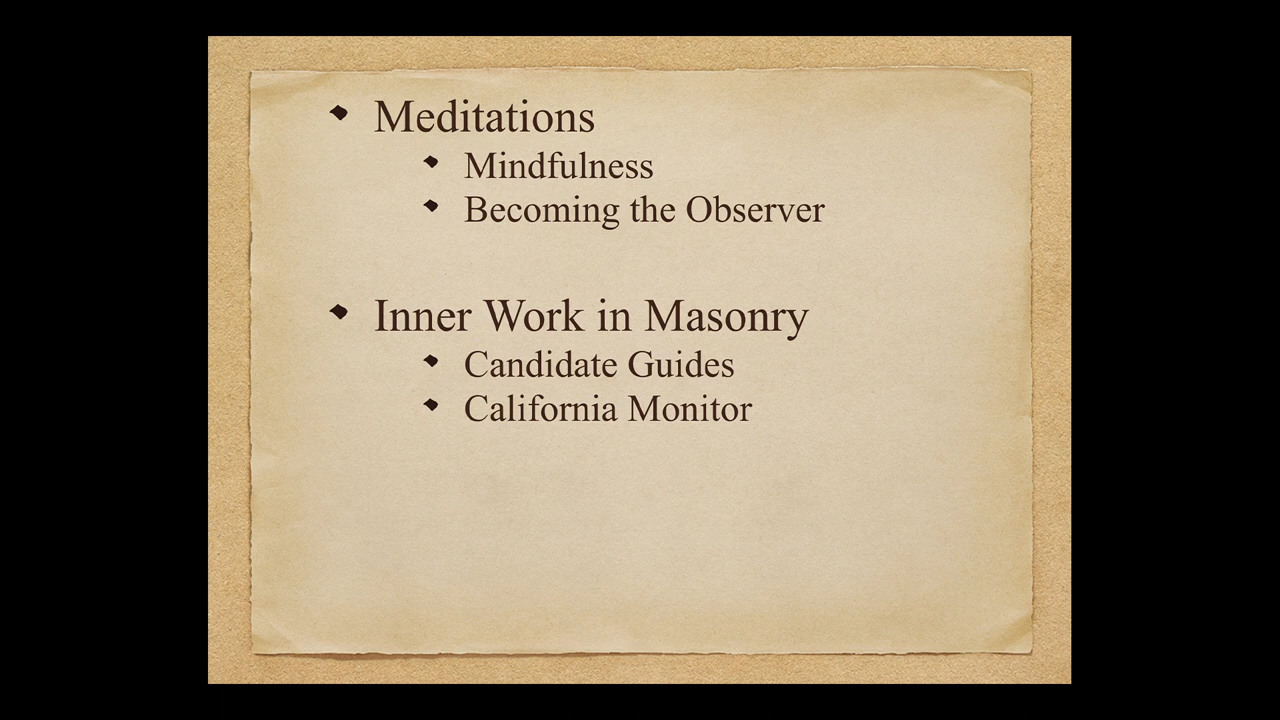 Meditations
Mindfulness
Becoming the Observer
Inner Work in Masonry
Candidate Guides
California Monitor